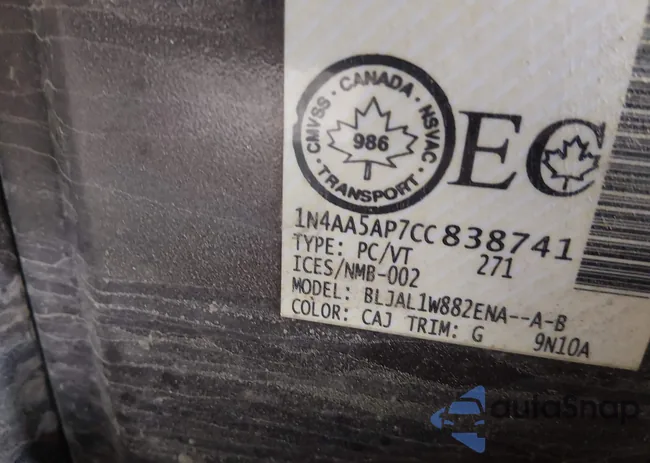 CMVSS · CANADA · NSVAC · TRANSPORT ·
986
EC
1N4AA5AP7CC838741
TYPE: PC/VT 271
ICES/NMB-002
MODEL: BLJAL1W882ENA--A-B
COLOR: CAJ TRIM: G 9N10A
autaSnap